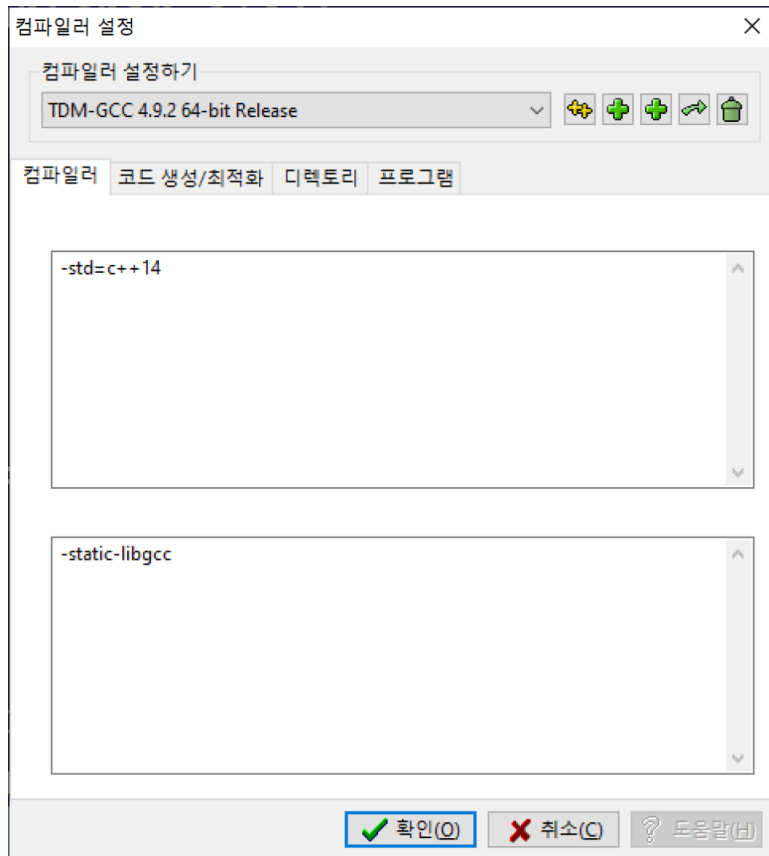 컴파일러 설정
컴파일러 설정하기
TDM-GCC 4.9.2 64-bit Release
컴파일러 코드 생성/최적화 디렉토리 프로그램
-std=c++14
-static-libgcc
확인(O) 취소(C) 도움말(H)